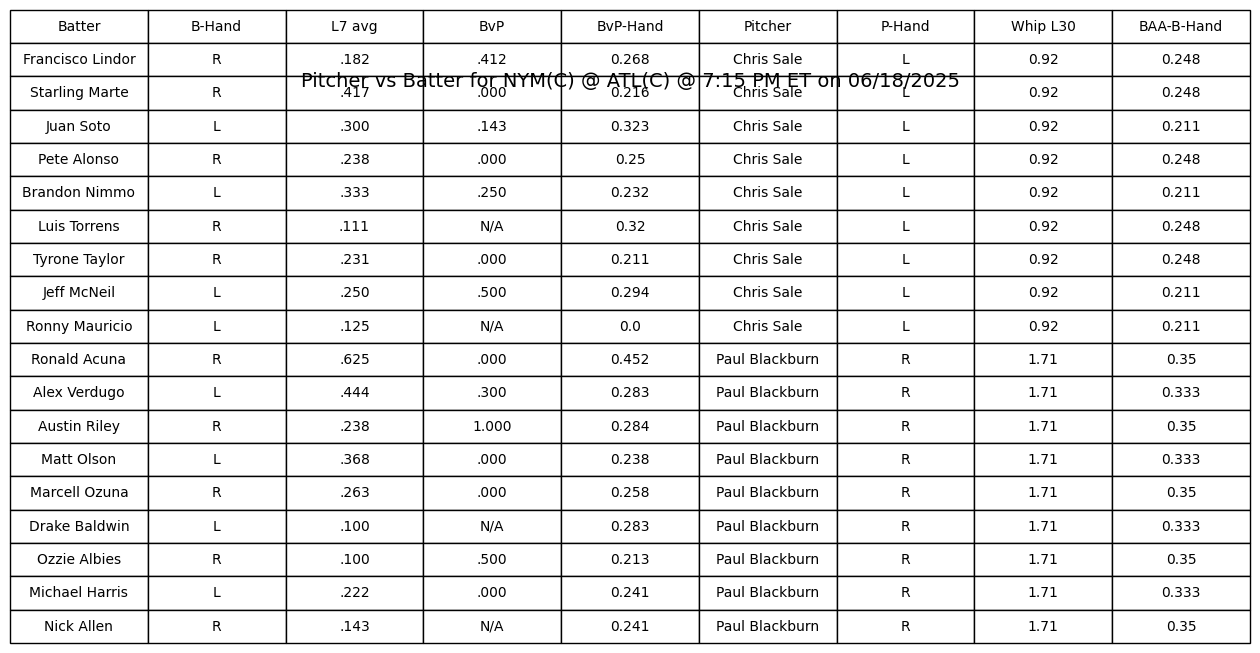 Batter B-Hand L7 avg BvP BvP-Hand Pitcher P-Hand Whip L30 BAA-B-Hand
Francisco Lindor R .182 .412 0.268 Chris Sale L 0.92 0.248
Pitcher vs Batter for NYM(C) @ ATL(C) @ 7:15 PM ET on 06/18/2025
Starling Marte R .417 .000 0.216 Chris Sale L 0.92 0.248
Juan Soto L .300 .143 0.323 Chris Sale L 0.92 0.211
Pete Alonso R .238 .000 0.25 Chris Sale L 0.92 0.248
Brandon Nimmo L .333 .250 0.232 Chris Sale L 0.92 0.211
Luis Torrens R .111 N/A 0.32 Chris Sale L 0.92 0.248
Tyrone Taylor R .231 .000 0.211 Chris Sale L 0.92 0.248
Jeff McNeil L .250 .500 0.294 Chris Sale L 0.92 0.211
Ronny Mauricio L .125 N/A 0.0 Chris Sale L 0.92 0.211
Ronald Acuna R .625 .000 0.452 Paul Blackburn R 1.71 0.35
Alex Verdugo L .444 .300 0.283 Paul Blackburn R 1.71 0.333
Austin Riley R .238 1.000 0.284 Paul Blackburn R 1.71 0.35
Matt Olson L .368 .000 0.238 Paul Blackburn R 1.71 0.333
Marcell Ozuna R .263 .000 0.258 Paul Blackburn R 1.71 0.35
Drake Baldwin L .100 N/A 0.283 Paul Blackburn R 1.71 0.333
Ozzie Albies R .100 .500 0.213 Paul Blackburn R 1.71 0.35
Michael Harris L .222 .000 0.241 Paul Blackburn R 1.71 0.333
Nick Allen R .143 N/A 0.241 Paul Blackburn R 1.71 0.35